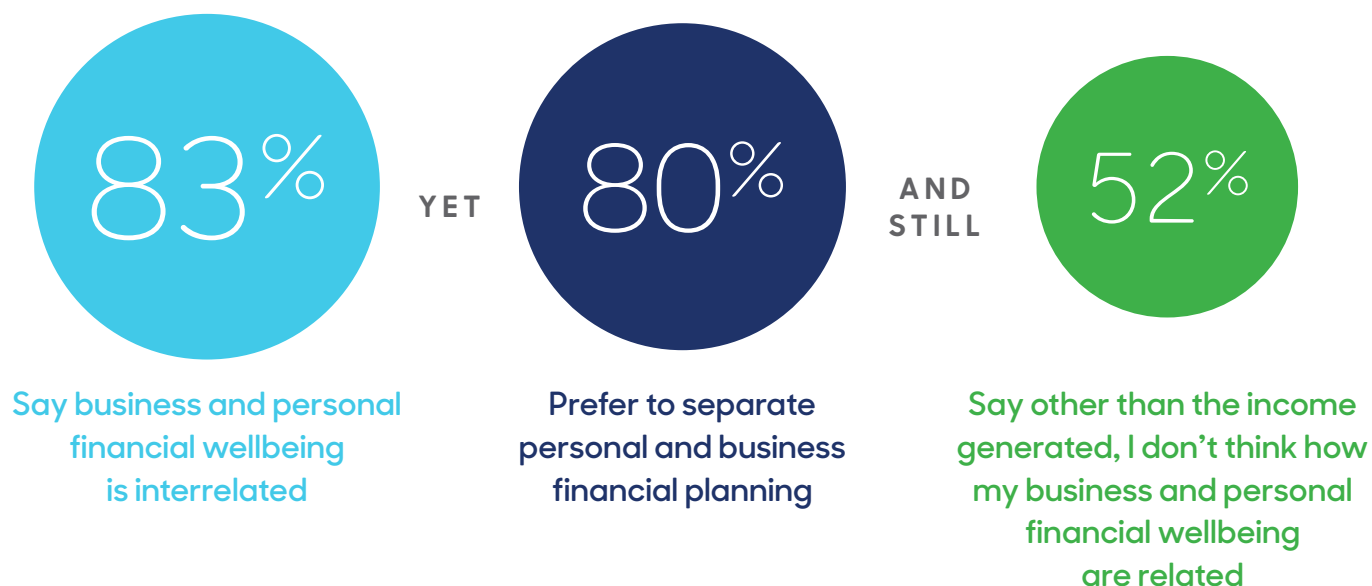 83%
YET
80%
AND
STILL
52%
Say business and personal
financial wellbeing
is interrelated
Prefer to separate
personal and business
financial planning
Say other than the income
generated, I don’t think how
my business and personal
financial wellbeing
are related